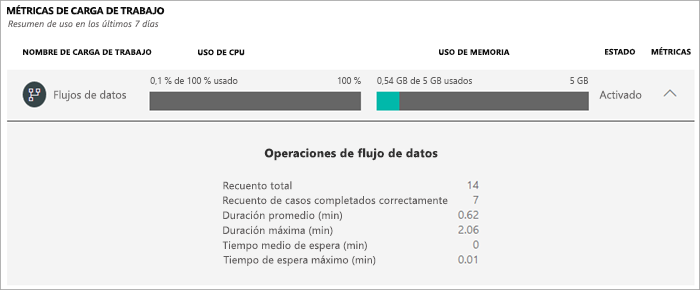 MÉTRICAS DE CARGA DE TRABAJO
Resumen de uso en los últimos 7 días
NOMBRE DE CARGA DE TRABAJO USO DE CPU USO DE MEMORIA ESTADO MÉTRICAS
0,1 % de 100 % usado 100 % 0,54 GB de 5 GB usados 5 GB
Flujos de datos Activado
Operaciones de flujo de datos
Recuento total 14
Recuento de casos completados correctamente 7
Duración promedio (min) 0.62
Duración máxima (min) 2.06
Tiempo medio de espera (min) 0
Tiempo de espera máximo (min) 0.01